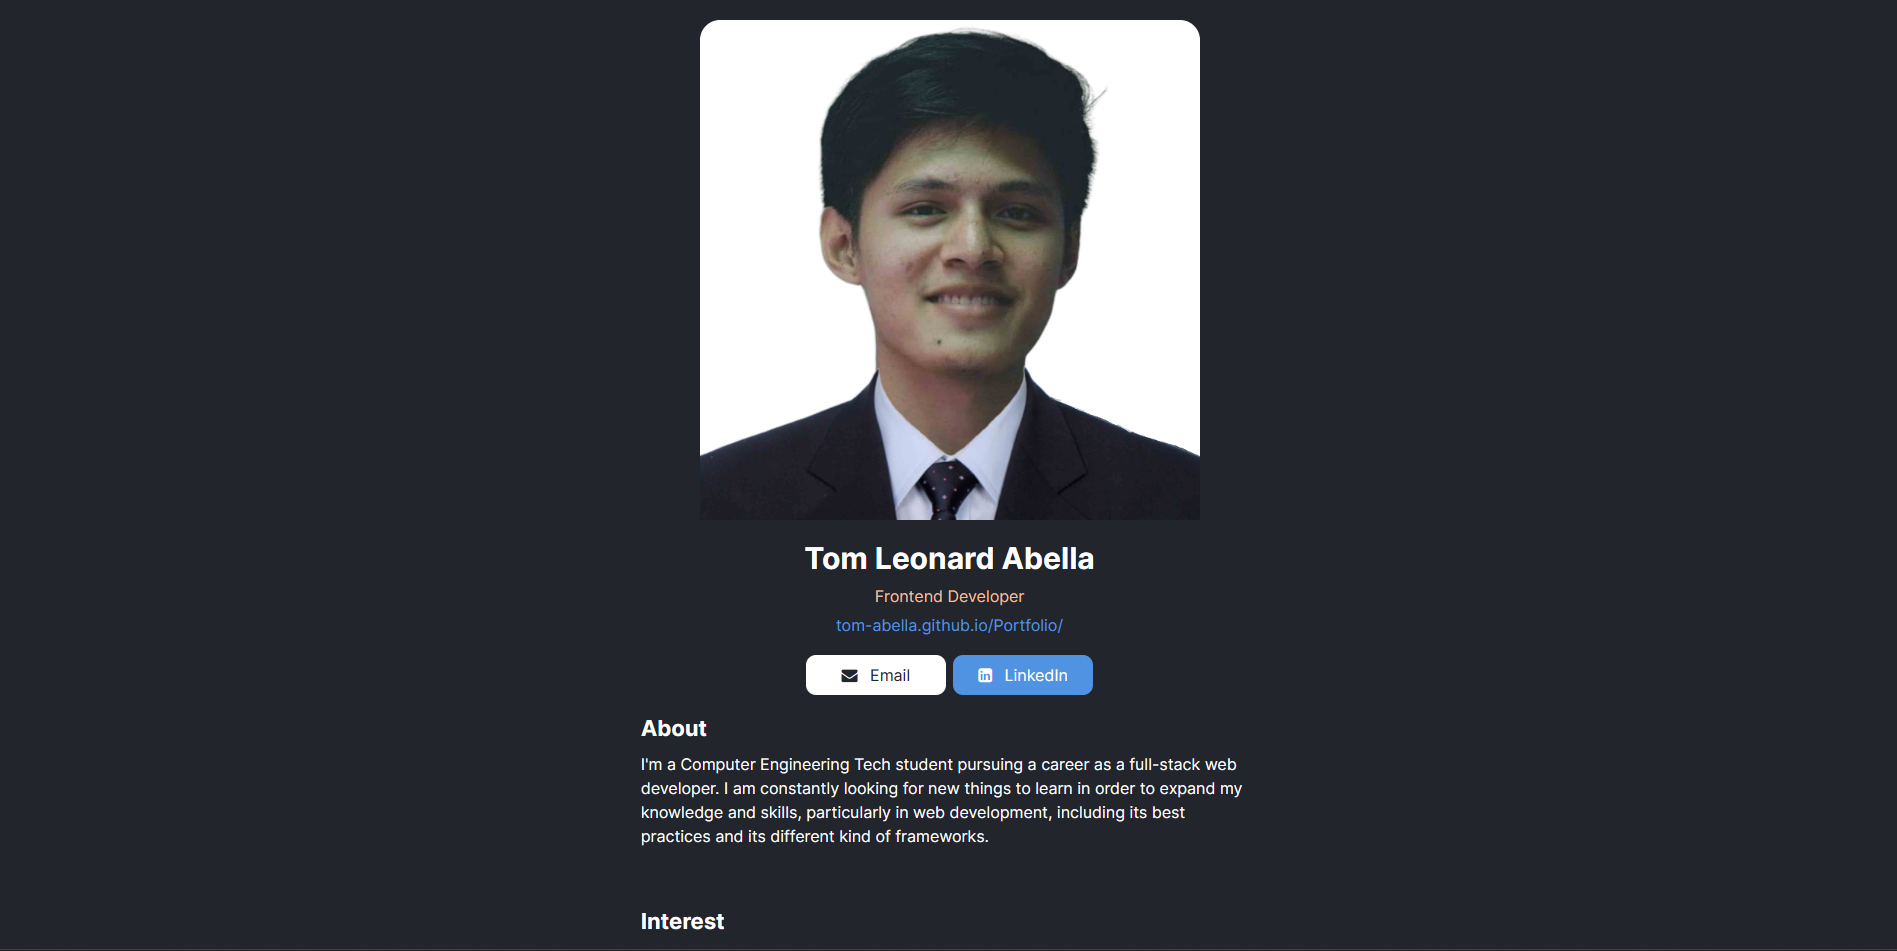 Tom Leonard Abella
Frontend Developer
tom-abella.github.io/Portfolio/
Email
LinkedIn
About
I'm a Computer Engineering Tech student pursuing a career as a full-stack web
developer. I am constantly looking for new things to learn in order to expand my
knowledge and skills, particularly in web development, including its best
practices and its different kind of frameworks.
Interest